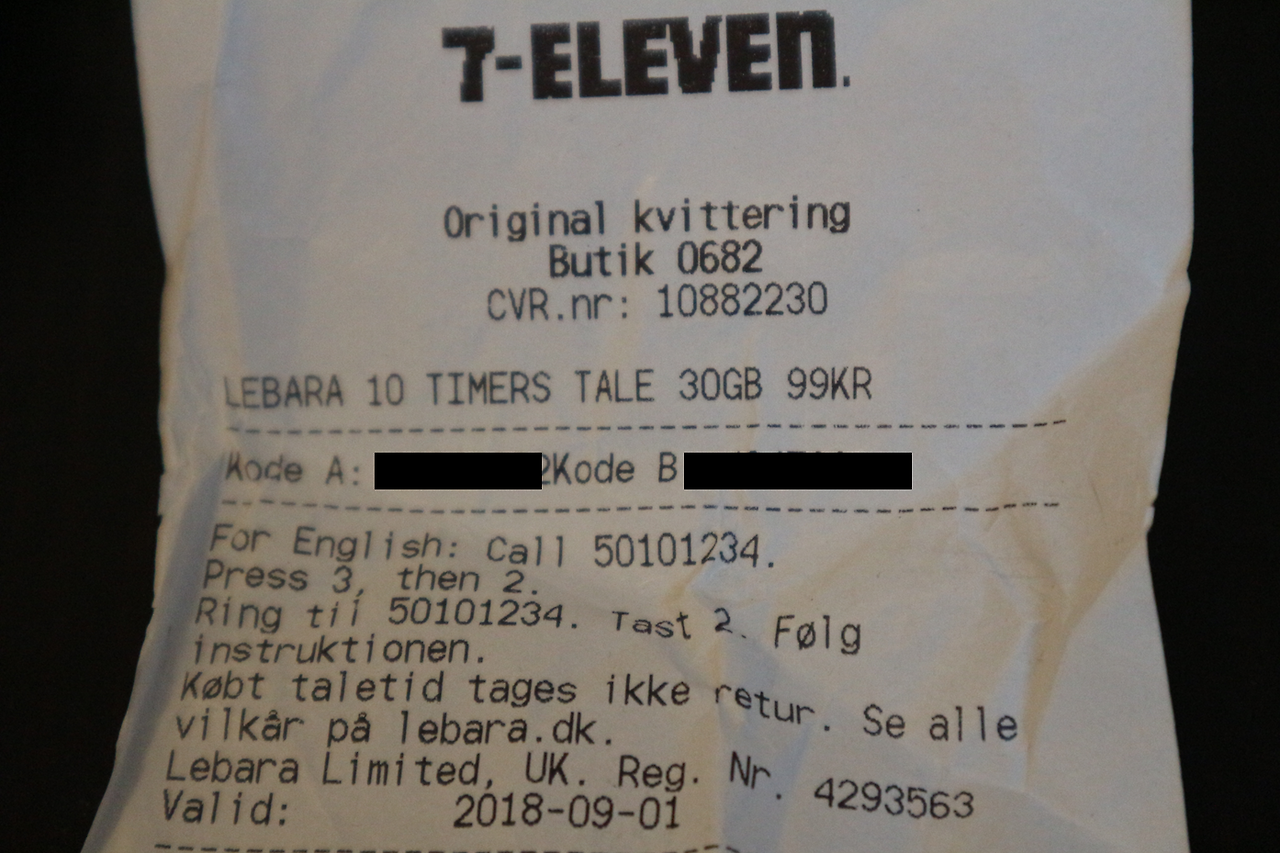 7-ELEVEN.
Original kvittering
Butik 0682
CVR.nr: 10882230
LEBARA 10 TIMERS TALE 30GB 99KR
Kode A: 2Kode B
For English: Call 50101234.
Press 3, then 2.
Ring til 50101234. Tast 2. Følg
instruktionen.
Købt taletid tages ikke retur. Se alle
vilkår på lebara.dk.
Lebara Limited, UK. Reg. Nr. 4293563
Valid: 2018-09-01